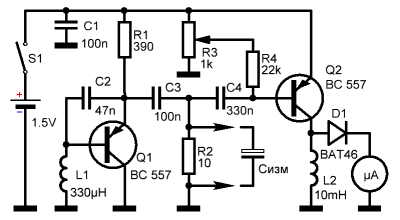 C1
100n
R1
390
R3
1k
R4
22k
Q2
BC 557
S1
C2
47n
C3
100n
C4
330n
D1
BAT46
+
-
1.5V
L1
330µH
Q1
BC 557
R2
10
Cизм
+
L2
10mH
µA